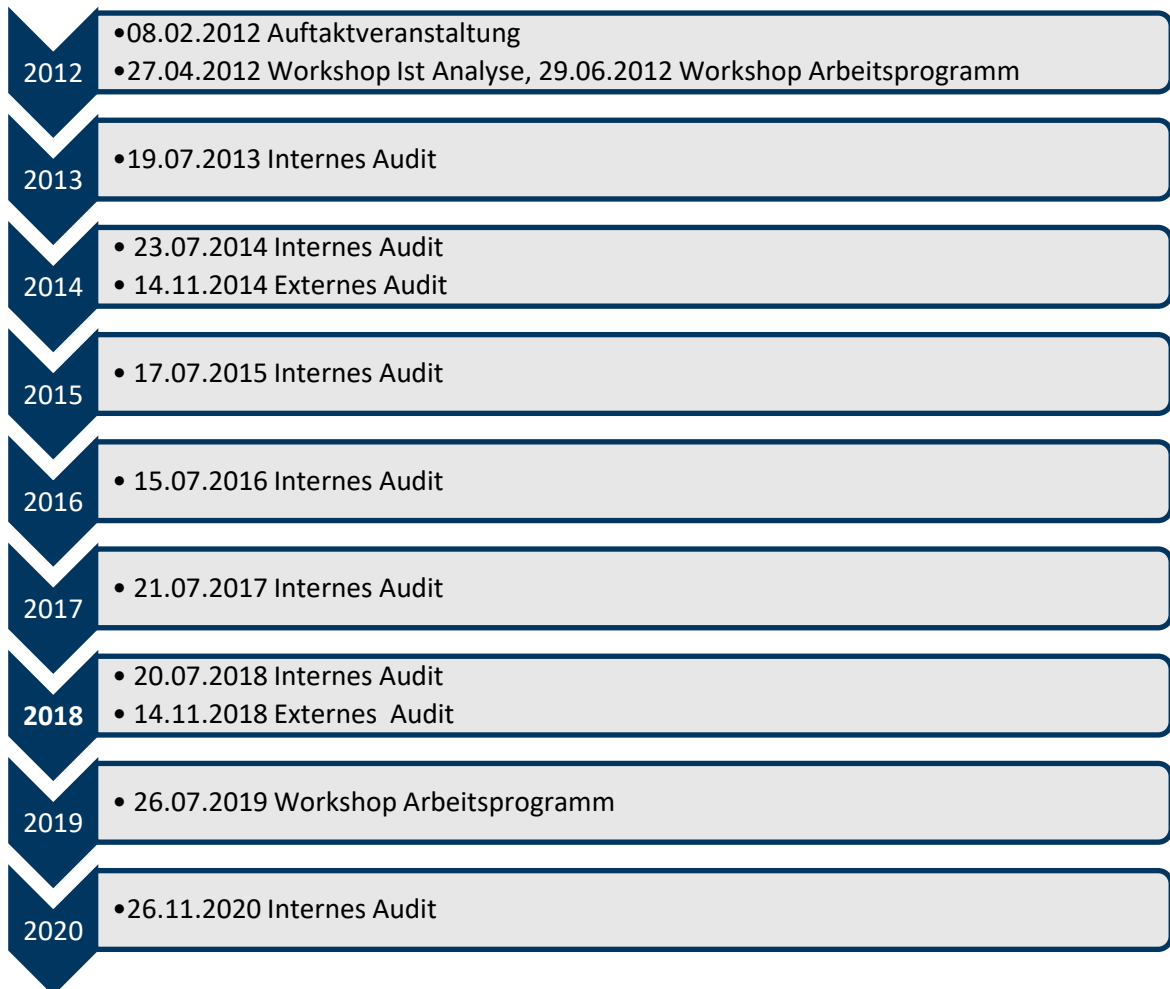 2012
•08.02.2012 Auftaktveranstaltung
•27.04.2012 Workshop Ist Analyse, 29.06.2012 Workshop Arbeitsprogramm
2013
•19.07.2013 Internes Audit
2014
• 23.07.2014 Internes Audit
• 14.11.2014 Externes Audit
2015
• 17.07.2015 Internes Audit
2016
• 15.07.2016 Internes Audit
2017
• 21.07.2017 Internes Audit
2018
• 20.07.2018 Internes Audit
• 14.11.2018 Externes  Audit
2019
• 26.07.2019 Workshop Arbeitsprogramm
2020
•26.11.2020 Internes Audit